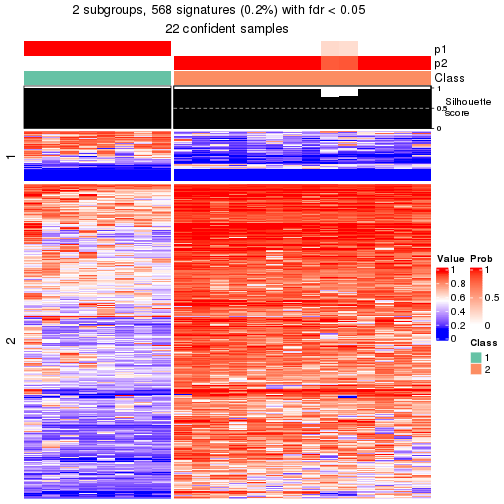 2 subgroups, 568 signatures (0.2%) with fdr < 0.05
22 confident samples
p1
p2
Class
1
0.5
0
Silhouette
score
1
2
Value
1
0.8
0.6
0.4
0.2
0
Prob
1
0.5
0
Class
1
2